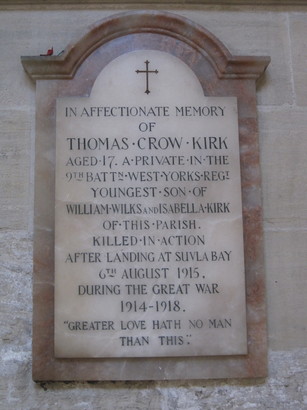 IN AFFECTIONATE MEMORY
OF
THOMAS·CROW·KIRK
AGED·17. A·PRIVATE·IN·THE
9TH BATTN·WEST·YORKS·REGT
YOUNGEST·SON·OF
WILLIAM·WILKS AND ISABELLA·KIRK
OF·THIS·PARISH.
KILLED·IN·ACTION
AFTER LANDING AT SUVLA BAY
6TH AUGUST 1915.
DURING THE GREAT WAR
1914-1918.
"GREATER LOVE HATH NO MAN
THAN THIS."